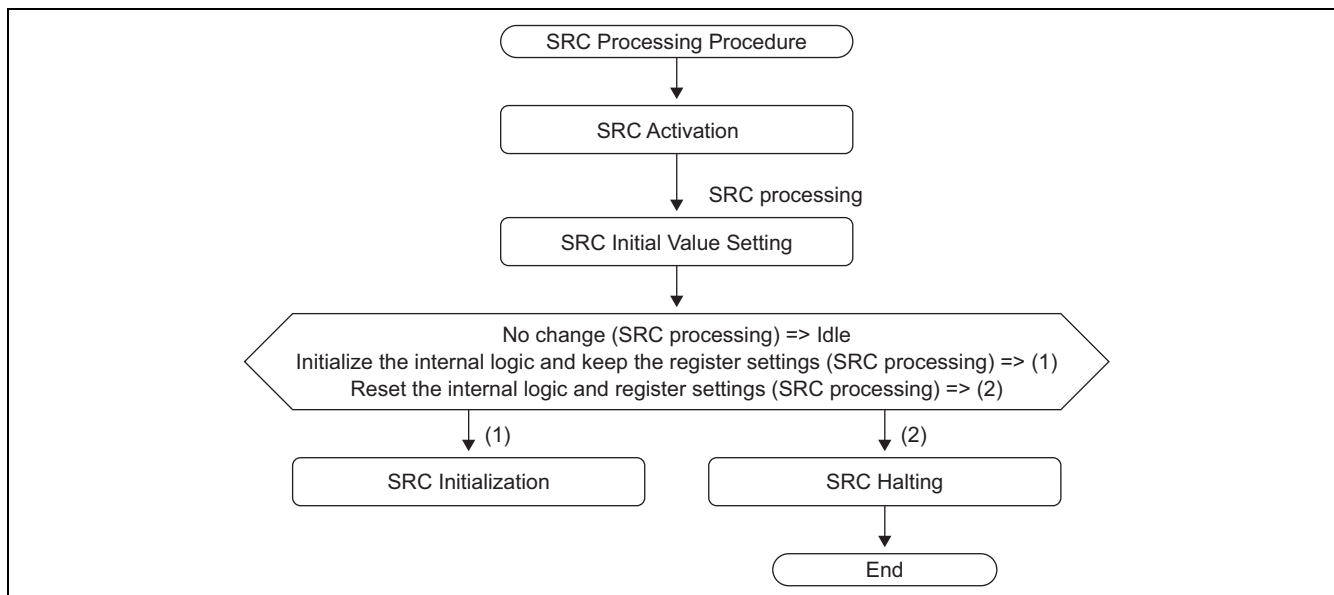 SRC Processing Procedure
SRC Activation
SRC processing
SRC Initial Value Setting
No change (SRC processing) => Idle
Initialize the internal logic and keep the register settings (SRC processing) => (1)
Reset the internal logic and register settings (SRC processing) => (2)
(1)
(2)
SRC Initialization
SRC Halting
End